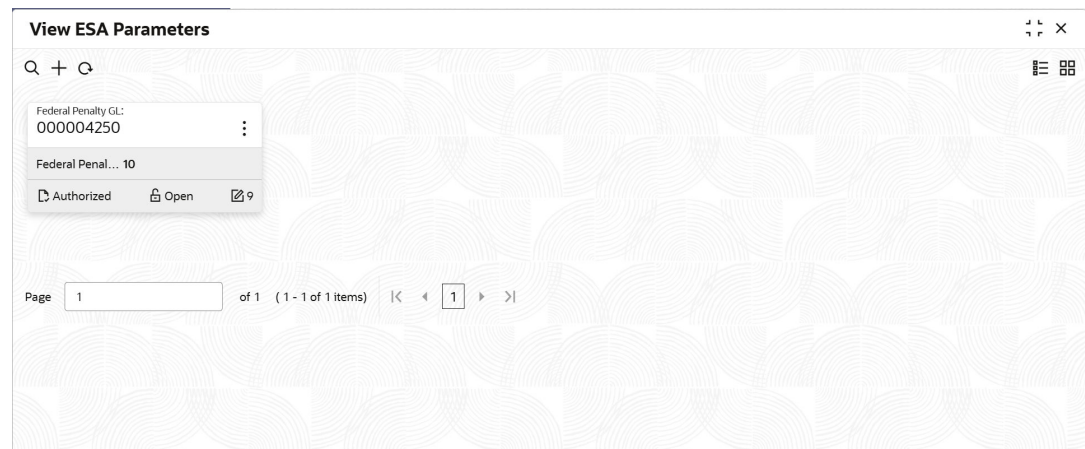 View ESA Parameters
Federal Penalty GL:
000004250
Federal Penal... 10
Authorized Open 9
Page 1 of 1 ( 1 - 1 of 1 items) 1